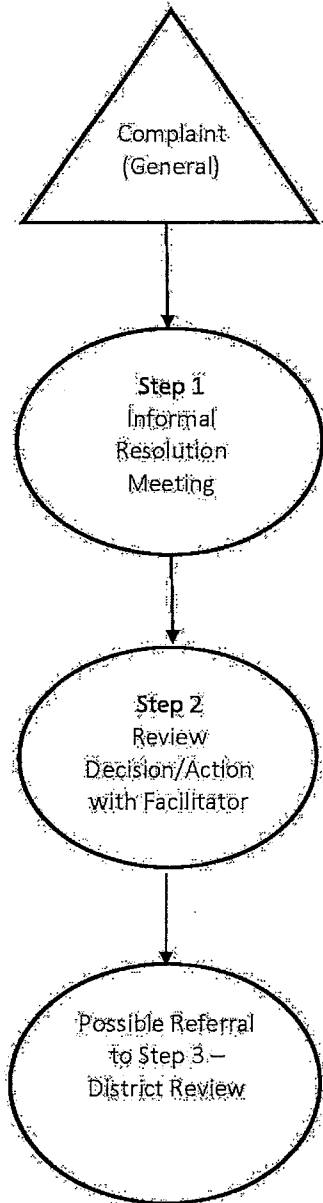 Complaint
(General)
Step 1
Informal
Resolution
Meeting
Step 2
Review
Decision/Action
with Facilitator
Possible Referral
to Step 3 –
District Review